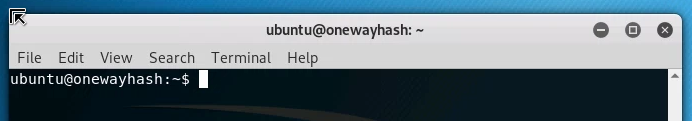 ubuntu@onewayhash: ~
File Edit View Search Terminal Help
ubuntu@onewayhash:~$